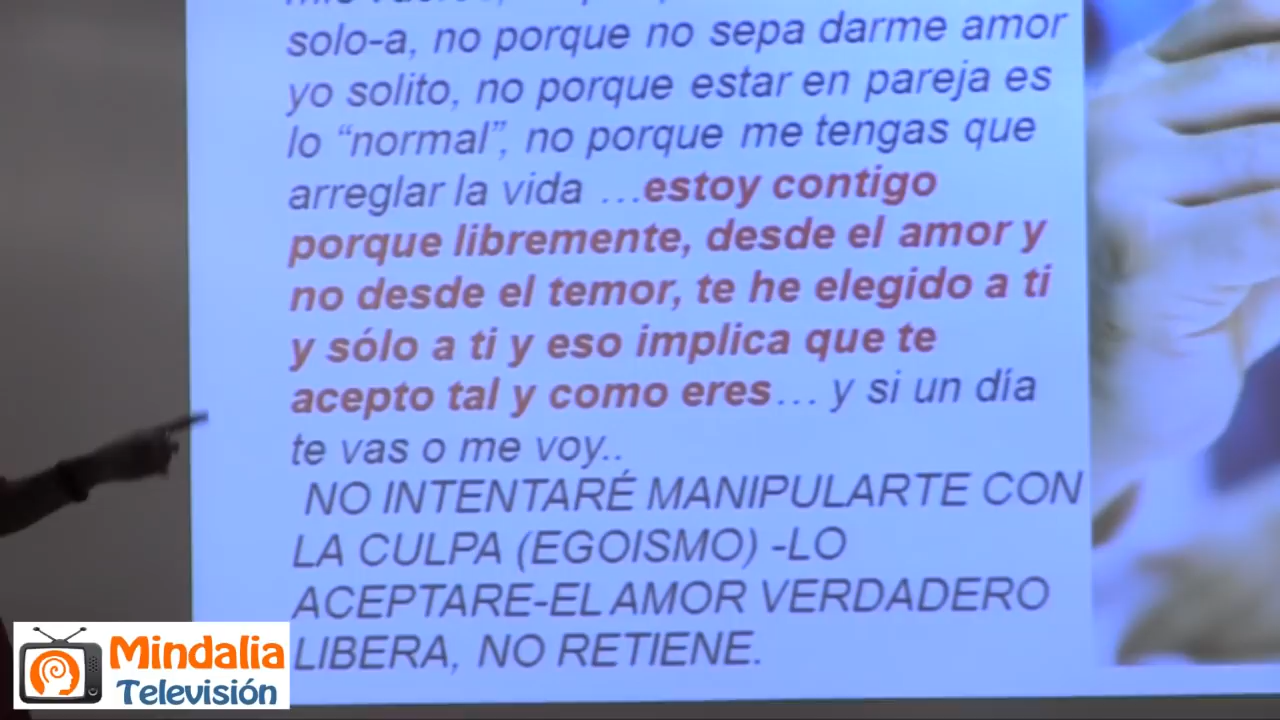 solo-a, no porque no sepa darme amor
yo solito, no porque estar en pareja es
lo “normal”, no porque me tengas que
arreglar la vida …estoy contigo
porque libremente, desde el amor y
no desde el temor, te he elegido a ti
y sólo a ti y eso implica que te
acepto tal y como eres… y si un día
te vas o me voy..
NO INTENTARÉ MANIPULARTE CON
LA CULPA (EGOISMO) -LO
ACEPTARE-EL AMOR VERDADERO
LIBERA, NO RETIENE.
Mindalia
Televisión